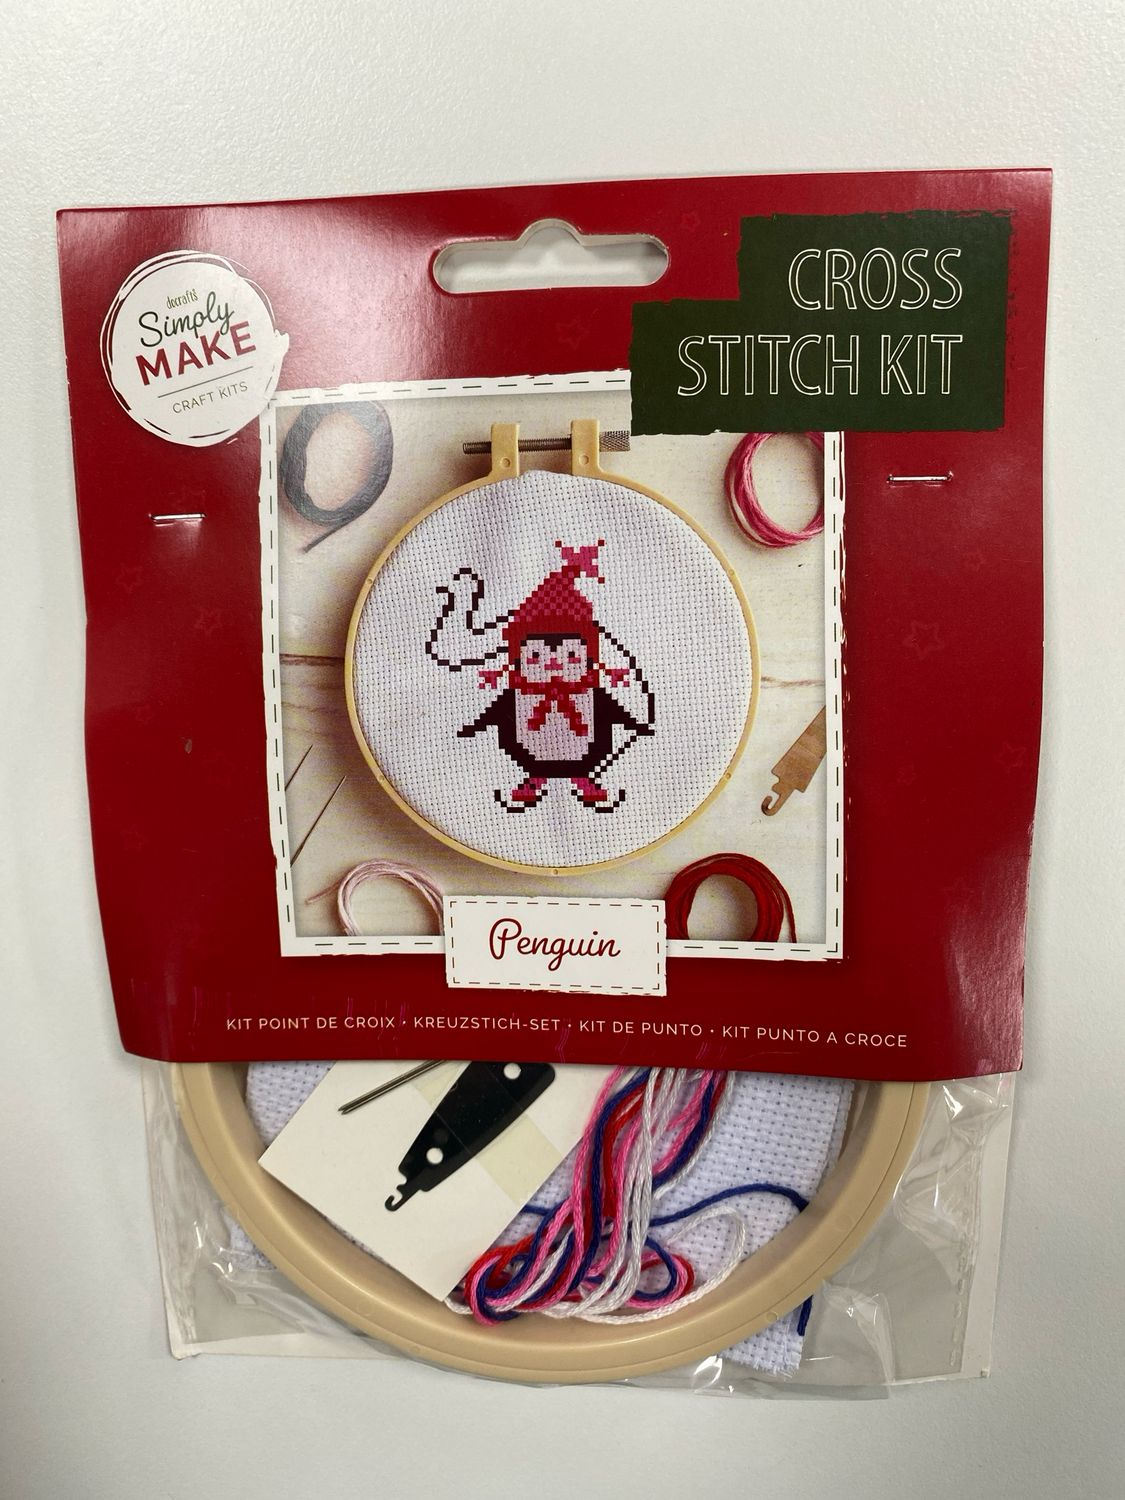 docrafts
Simply
MAKE
CRAFT KITS
CROSS
STITCH KIT
Penguin
KIT POINT DE CROIX • KREUZSTICH-SET • KIT DE PUNTO • KIT PUNTO A CROCE